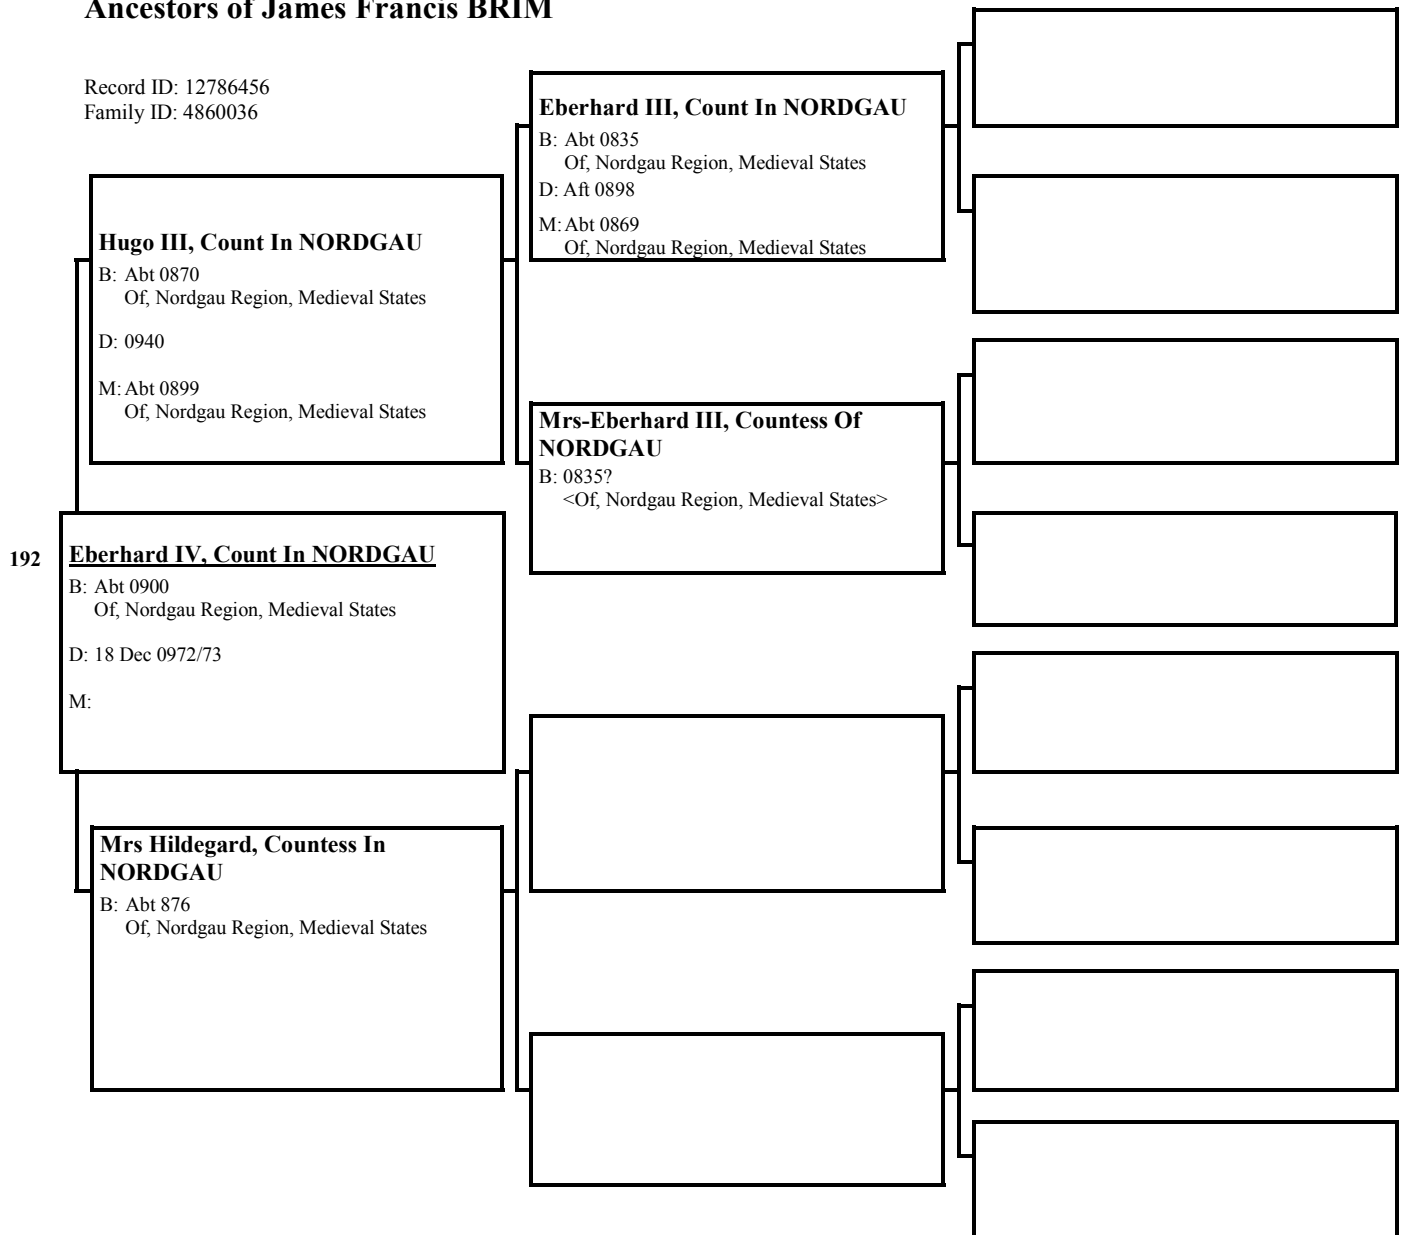 Ancestors of James Francis BRIM
Record ID: 12786456
Family ID: 4860036
Eberhard III, Count In NORDGAU
B: Abt 0835
Of, Nordgau Region, Medieval States
D: Aft 0898
M: Abt 0869
Of, Nordgau Region, Medieval States
Hugo III, Count In NORDGAU
B: Abt 0870
Of, Nordgau Region, Medieval States
D: 0940
M: Abt 0899
Of, Nordgau Region, Medieval States
Mrs-Eberhard III, Countess Of
NORDGAU
B: 0835?
<Of, Nordgau Region, Medieval States>
192
Eberhard IV, Count In NORDGAU
B: Abt 0900
Of, Nordgau Region, Medieval States
D: 18 Dec 0972/73
M:
Mrs Hildegard, Countess In
NORDGAU
B: Abt 876
Of, Nordgau Region, Medieval States